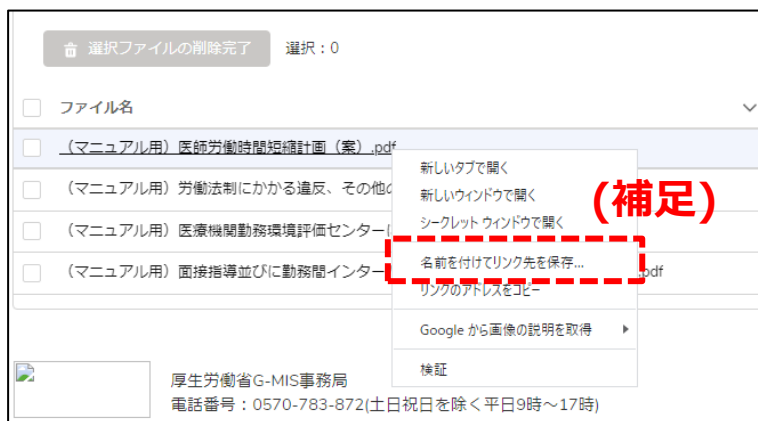 選択ファイルの削除完了 選択：0
ファイル名
（マニュアル用）医師労働時間短縮計画（案）.pdf
新しいタブで開く
（マニュアル用）労働法制にかかる違反、その他の
新しいウィンドウで開く
(補足)
シークレット ウィンドウで開く
（マニュアル用）医療機関勤務環境評価センター
名前を付けてリンク先を保存...
（マニュアル用）面接指導並びに勤務間インター .pdf
リンクのアドレスをコピー
Google から画像の説明を取得
検証
厚生労働省G-MIS事務局
電話番号：0570-783-872(土日祝日を除く平日9時～17時)